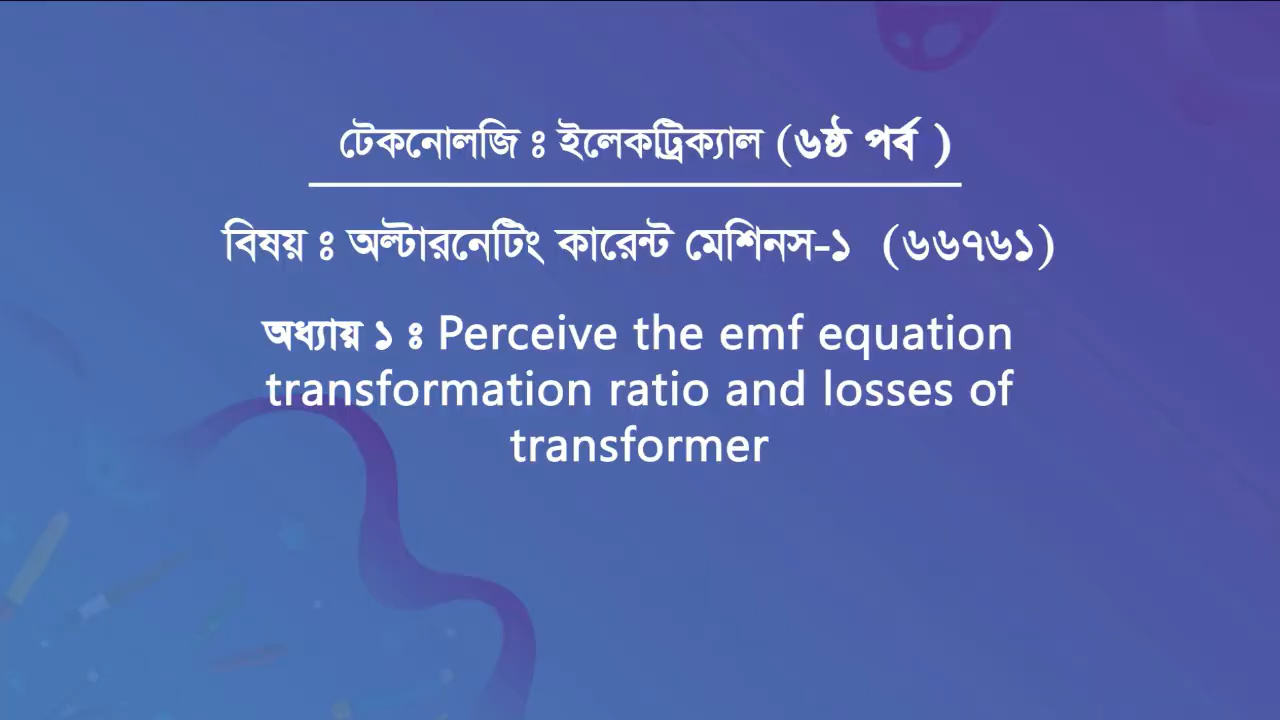 টেকনোলজি ঃ ইলেকট্রিক্যাল (৬ষ্ঠ পর্ব )
বিষয় ঃ অল্টারনেটিং কারেন্ট মেশিনস-১ (৬৬৭৬১)
অধ্যায় ১ ঃ Perceive the emf equation
transformation ratio and losses of
transformer